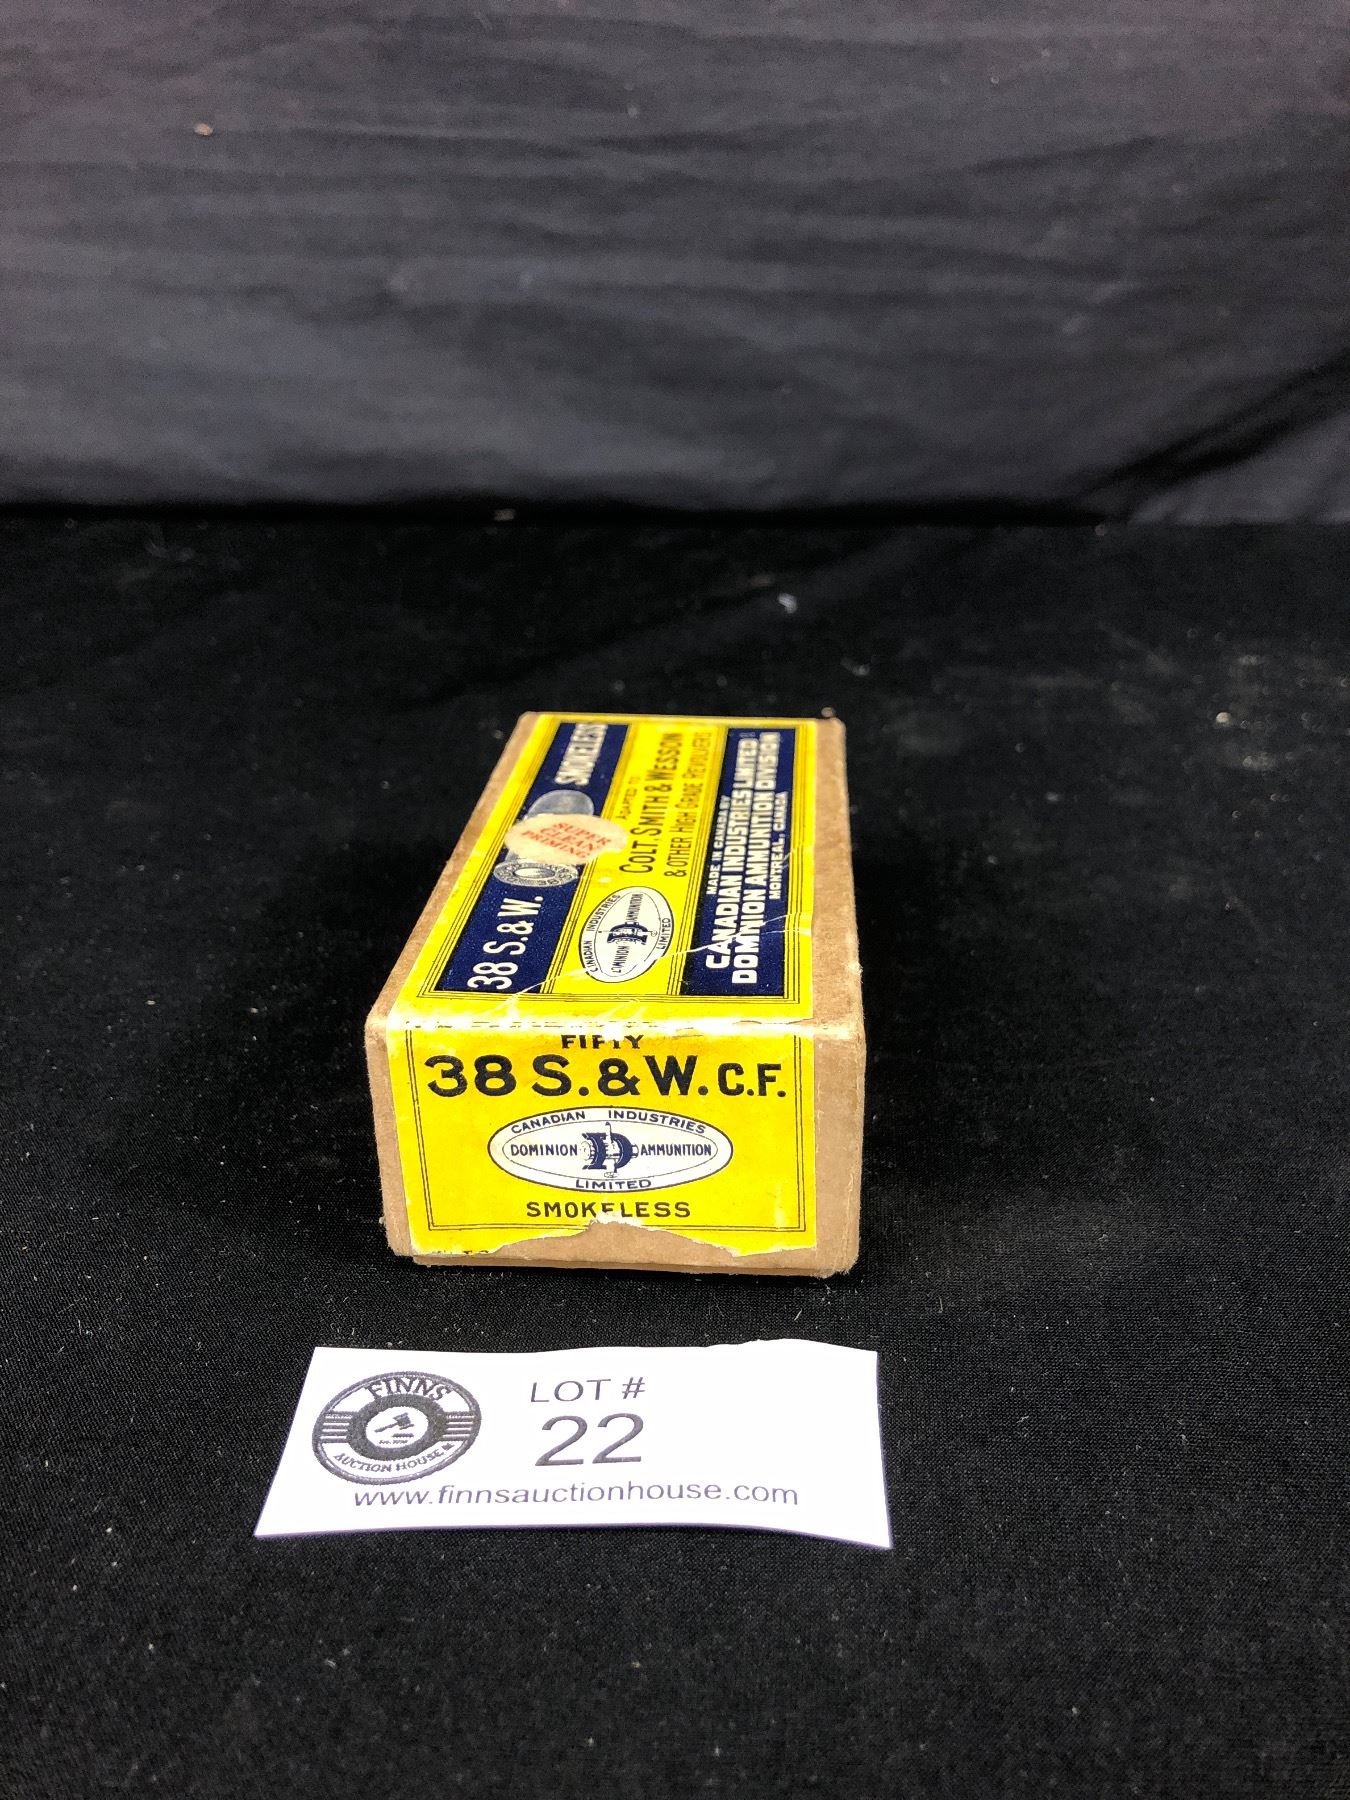 38 S.&W.
SMOKELESS
SUPER
CLEAN
PRIMING
ADAPTED TO
COLT, SMITH & WESSON
& OTHER HIGH GRADE REVOLVERS
CANADIAN INDUSTRIES
DOMINION D AMMUNITION
LIMITED
MADE IN CANADA BY
CANADIAN INDUSTRIES LIMITED
DOMINION AMMUNITION DIVISION
MONTREAL, CANADA
FIFTY
38 S.&W. C.F.
CANADIAN INDUSTRIES
DOMINION D AMMUNITION
LIMITED
SMOKELESS
FINNS
AUCTION HOUSE
LOT #
22
www.finnsauctionhouse.com